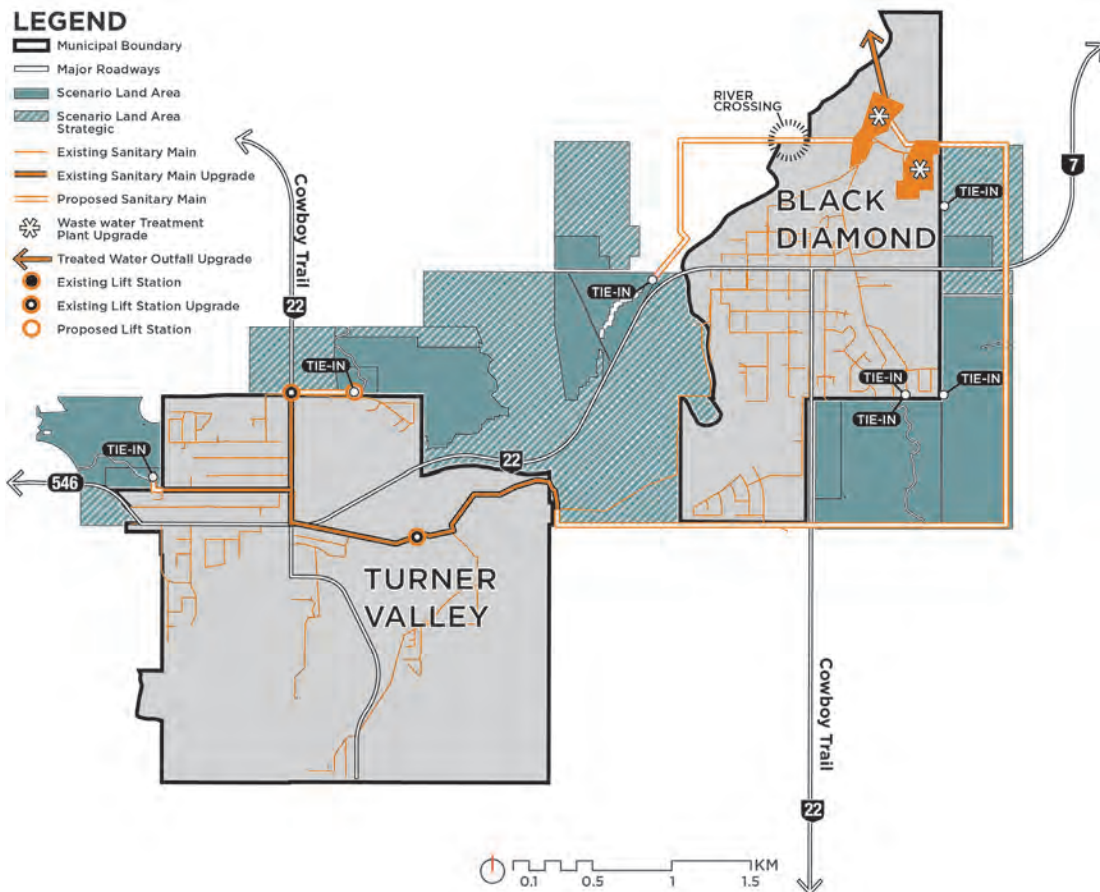 LEGEND
Municipal Boundary
Major Roadways
Scenario Land Area
Scenario Land Area
Strategic
Existing Sanitary Main
Existing Sanitary Main Upgrade
Proposed Sanitary Main
Waste water Treatment
Plant Upgrade
Treated Water Outfall Upgrade
Existing Lift Station
Existing Lift Station Upgrade
Proposed Lift Station
RIVER
CROSSING
7
Cowboy Trail
22
BLACK
DIAMOND
TIE-IN
TIE-IN
TIE-IN
TIE-IN
TIE-IN
TIE-IN
TIE-IN
22
546
TURNER
VALLEY
Cowboy Trail
22
KM
0.1
0.5
1
1.5